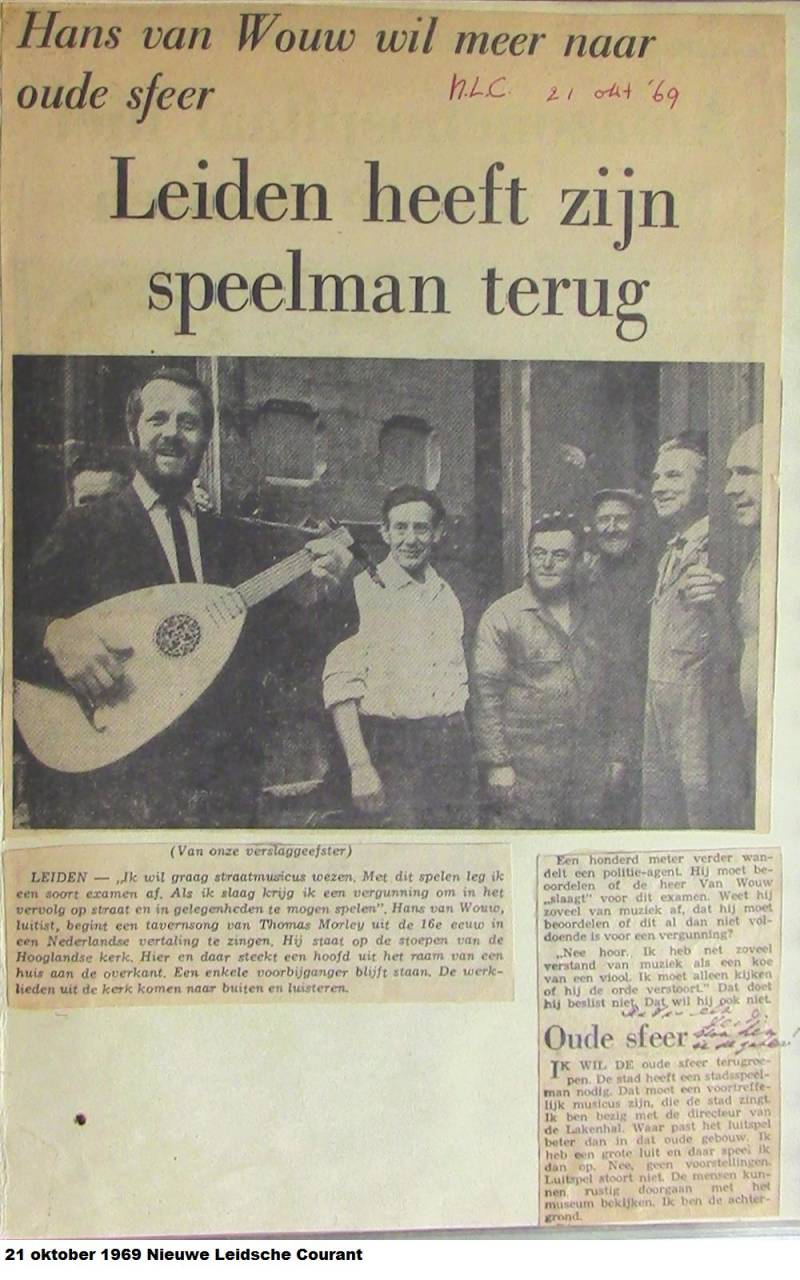 Hans van Wouw wil meer naar
oude sfeer
N.L.C. 21 okt '69
Leiden heeft zijn
speelman terug
(Van onze verslaggeefster)
LEIDEN — „Ik wil graag straatmusicus wezen. Met dit spelen leg ik
een soort examen af. Als ik slaag krijg ik een vergunning om in het
vervolg op straat en in gelegenheden te mogen spelen”. Hans van Wouw,
luitist, begint een tavernsong van Thomas Morley uit de 16e eeuw in
een Nederlandse vertaling te zingen. Hij staat op de stoepen van de
Hooglandse kerk. Hier en daar steekt een hoofd uit het raam van een
huis aan de overkant. Een enkele voorbijganger blijft staan. De werk-
lieden uit de kerk komen naar buiten en luisteren.
Een honderd meter verder wan-
delt een politie-agent. Hij moet be-
oordelen of de heer Van Wouw
„slaagt” voor dit examen. Weet hij
zoveel van muziek af, dat hij moet
beoordelen of dit al dan niet vol-
doende is voor een vergunning?
„Nee hoor. Ik heb net zoveel
verstand van muziek als een koe
van een viool. Ik moet alleen kijken
of hij de orde verstoort.” Dat doet
hij beslist niet. Dat wil hij ook niet.
Oude sfeer
IK WIL DE oude sfeer terugroe-
pen. De stad heeft een stadsspeel-
man nodig. Dat moet een voortreffe-
lijk musicus zijn, die de stad zingt.
Ik ben bezig met de directeur van
de Lakenhal. Waar past het luitspel
beter dan in dat oude gebouw. Ik
heb een grote luit en daar speel ik
dan op. Nee, geen voorstellingen.
Luitspel stoort niet. De mensen kun-
nen rustig doorgaan met het
museum bekijken. Ik ben de achter-
grond.
21 oktober 1969 Nieuwe Leidsche Courant